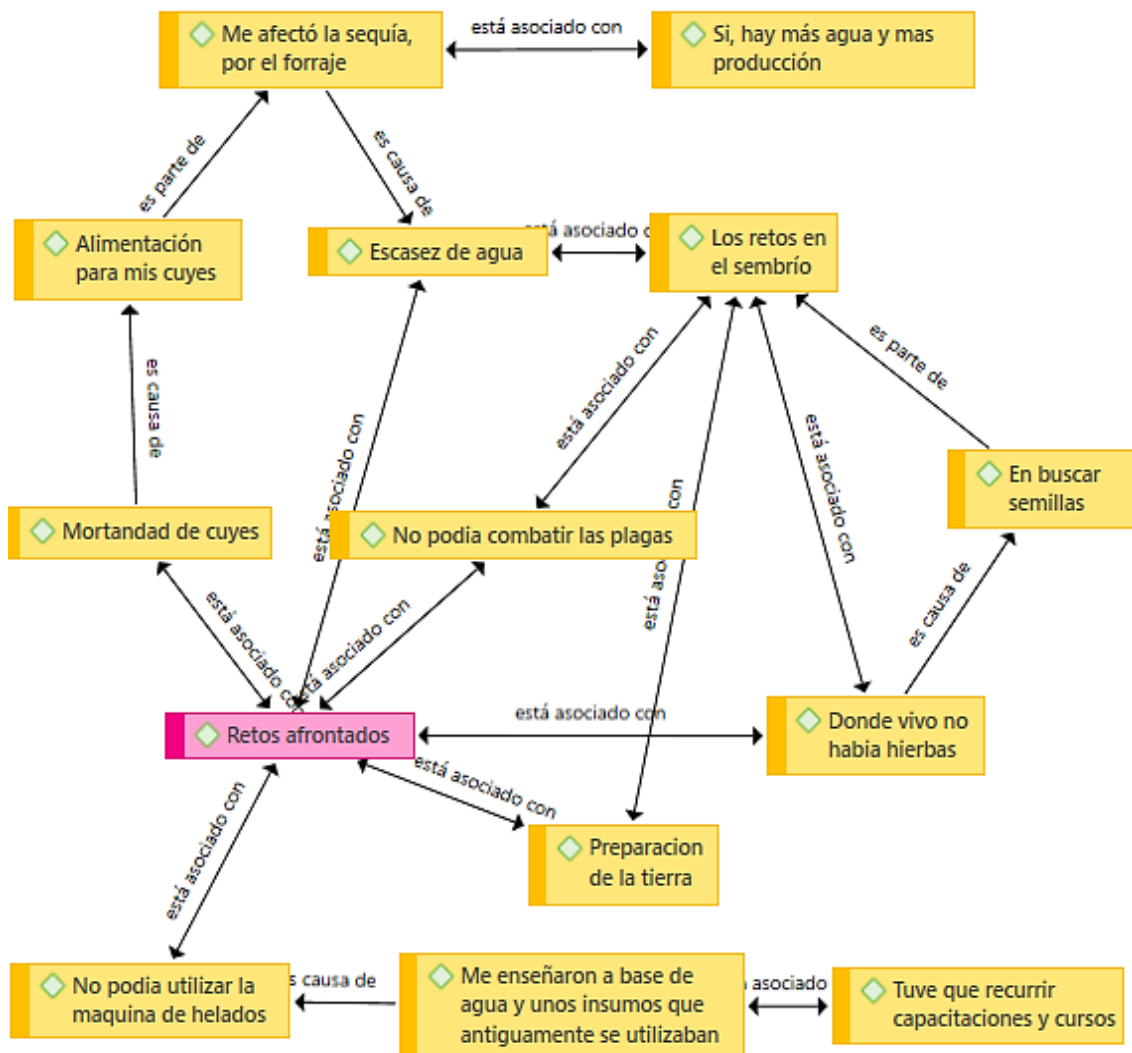 Me afectó la sequía,
por el forraje
está asociado con
Si, hay más agua y mas
producción
es parte de
es causa de
Alimentación
para mis cuyes
Escasez de agua
está asociado
Los retos en
el sembrío
es causa de
está asociado con
es parte de
está asociado con
está asociado con
En buscar
semillas
Mortandad de cuyes
está asociado con
No podia combatir las plagas
está asociado con
está asociado con
está asociado con
es causa de
Retos afrontados
está asociado con
Donde vivo no
habia hierbas
está asociado con
Preparacion
de la tierra
está asociado con
No podia utilizar la
maquina de helados
causa de
Me enseñaron a base de
agua y unos insumos que
antiguamente se utilizaban
asociado
Tuve que recurrir
capacitaciones y cursos